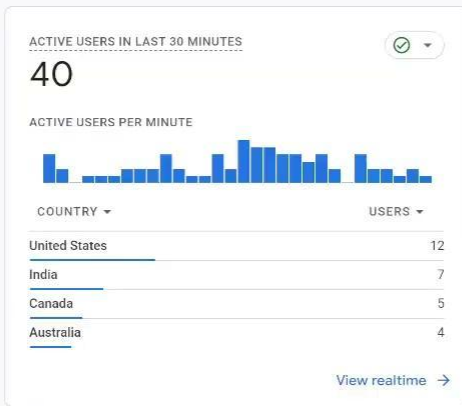 ACTIVE USERS IN LAST 30 MINUTES
40
ACTIVE USERS PER MINUTE
COUNTRY USERS
United States 12
India 7
Canada 5
Australia 4
View realtime